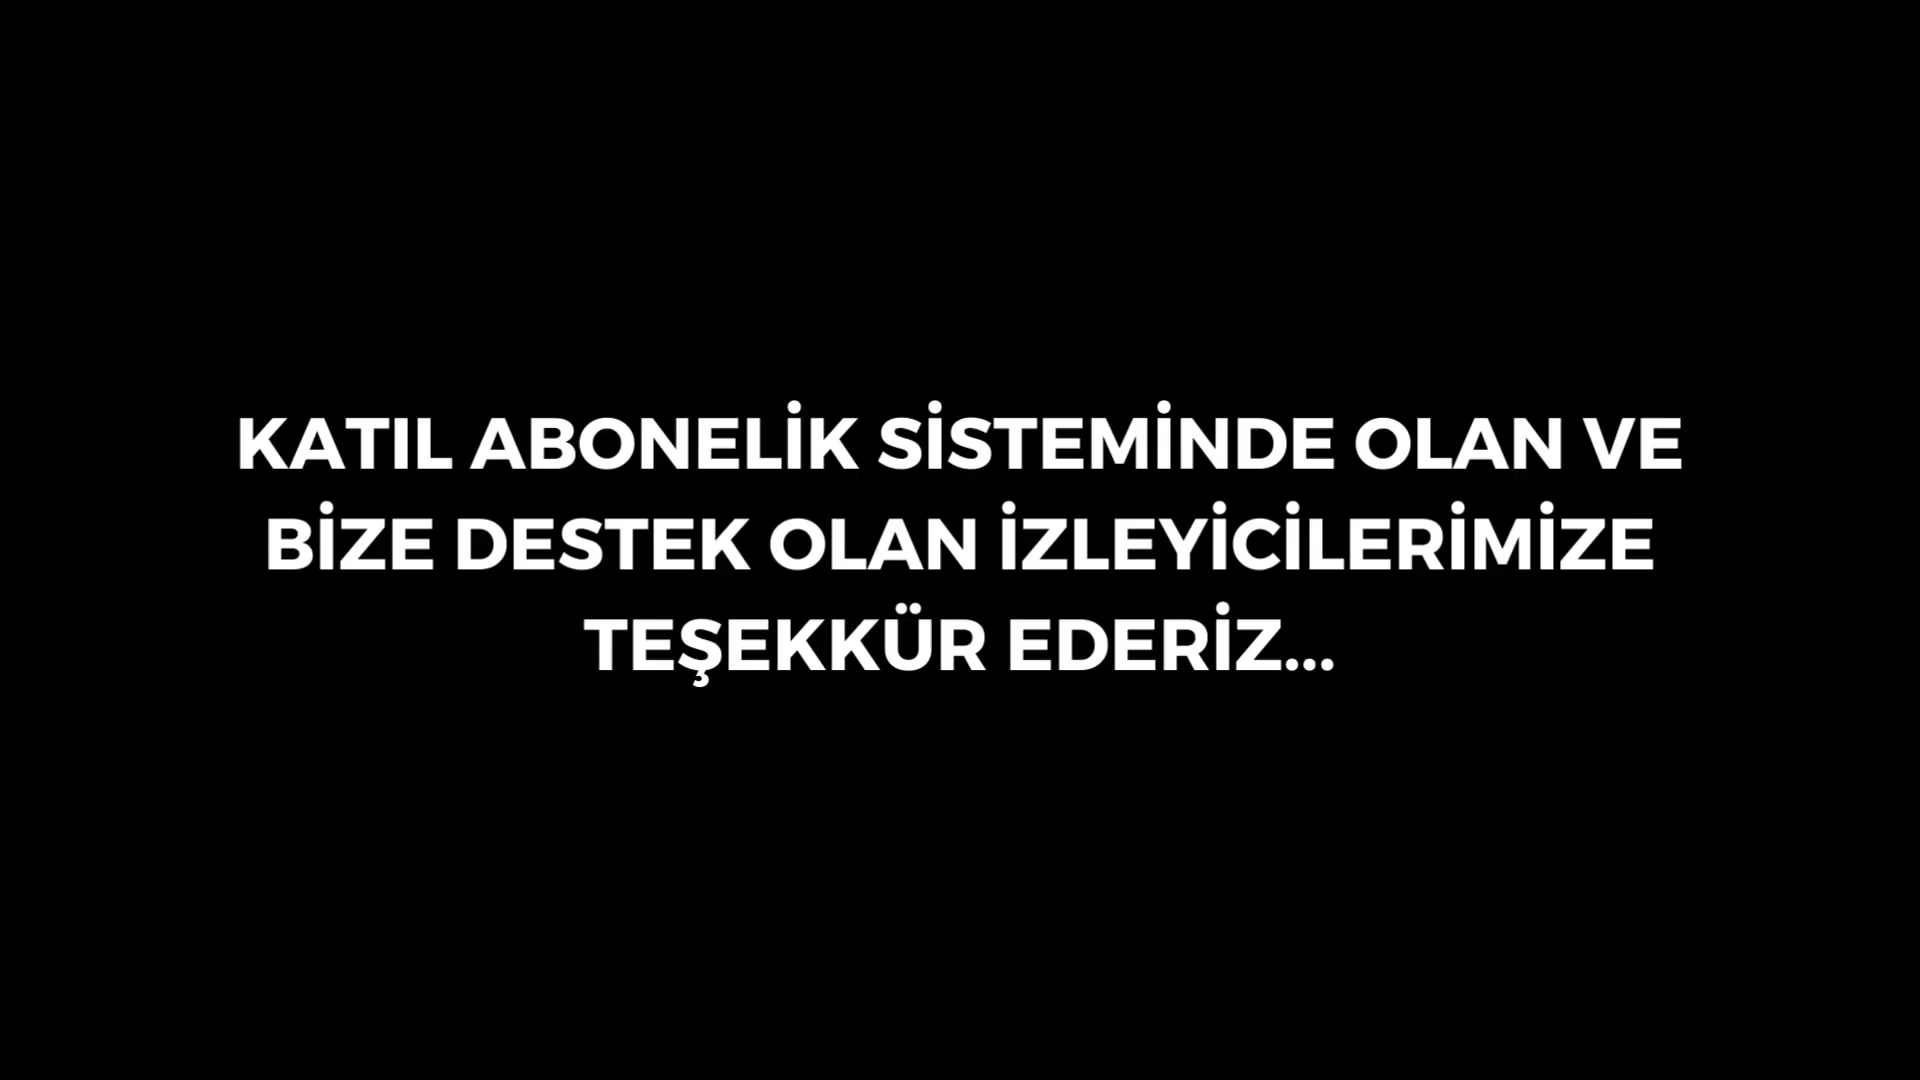 KATIL ABONELİK SİSTEMİNDE OLAN VE
BİZE DESTEK OLAN İZLEYİCİLERİMİZE
TEŞEKKÜR EDERİZ...